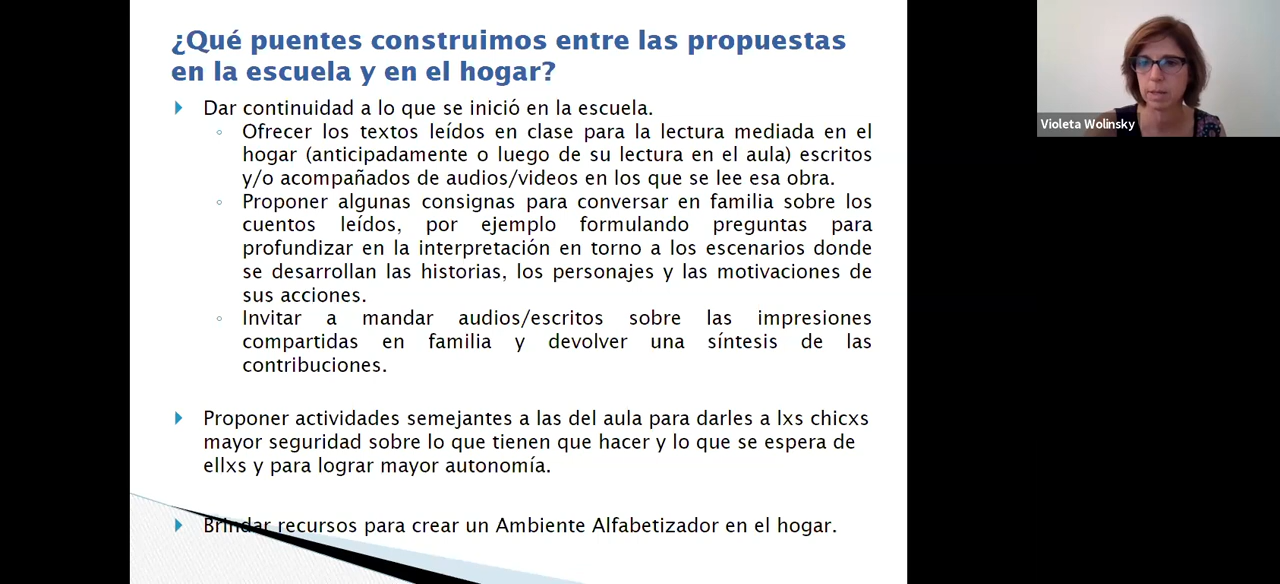 ¿Qué puentes construimos entre las propuestas
en la escuela y en el hogar?
Dar continuidad a lo que se inició en la escuela.
Ofrecer los textos leídos en clase para la lectura mediada en el
hogar (anticipadamente o luego de su lectura en el aula) escritos
y/o acompañados de audios/videos en los que se lee esa obra.
Proponer algunas consignas para conversar en familia sobre los
cuentos leídos, por ejemplo formulando preguntas para
profundizar en la interpretación en torno a los escenarios donde
se desarrollan las historias, los personajes y las motivaciones de
sus acciones.
Invitar a mandar audios/escritos sobre las impresiones
compartidas en familia y devolver una síntesis de las
contribuciones.
Proponer actividades semejantes a las del aula para darles a lxs chicxs
mayor seguridad sobre lo que tienen que hacer y lo que se espera de
ellxs y para lograr mayor autonomía.
Brindar recursos para crear un Ambiente Alfabetizador en el hogar.
Violeta Wolinsky